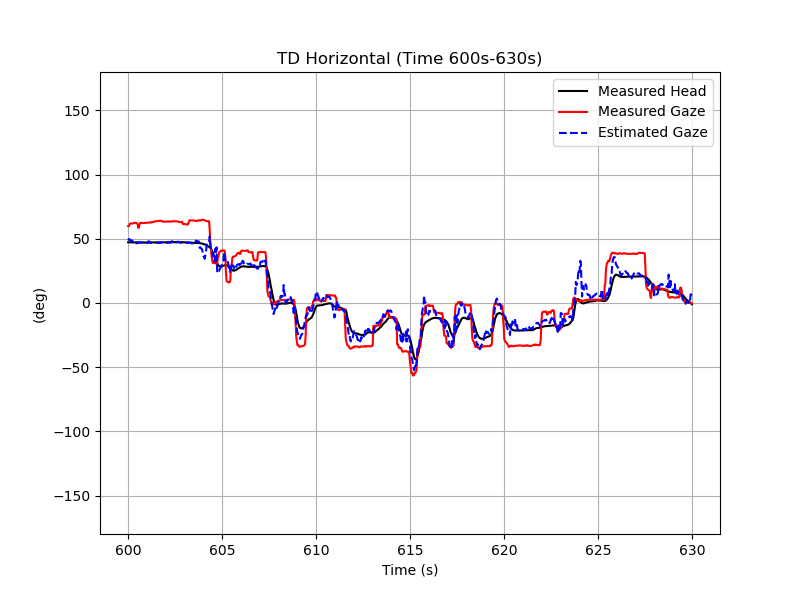 TD Horizontal (Time 600s-630s)
Measured Head
Measured Gaze
Estimated Gaze
150
100
50
0
−50
−100
−150
(deg)
600 605 610 615 620 625 630
Time (s)